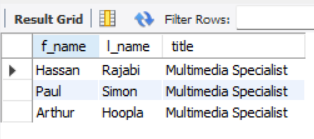 Result Grid Filter Rows:
f_name l_name title
Hassan Rajabi Multimedia Specialist
Paul Simon Multimedia Specialist
Arthur Hoopla Multimedia Specialist